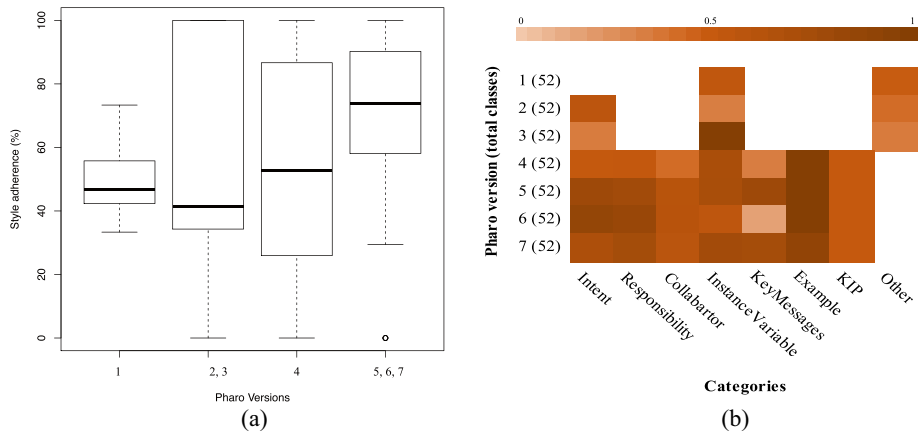 100
80
60
40
20
0
Style adherence (%)
1
2, 3
4
5, 6, 7
Pharo Versions
(a)
0
0.5
1
Pharo version (total classes)
1 (52)
2 (52)
3 (52)
4 (52)
5 (52)
6 (52)
7 (52)
Intent
Responsibility
Collabartor
InstanceVariable
KeyMessages
Example
KIP
Other
Categories
(b)